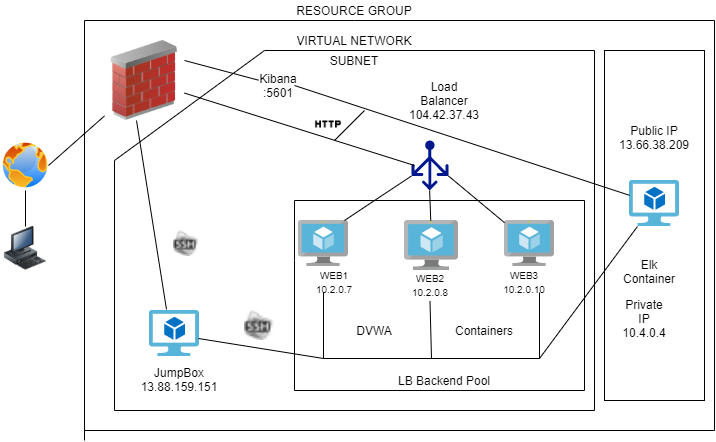 RESOURCE GROUP
VIRTUAL NETWORK
SUBNET
Kibana
:5601
HTTP
Load
Balancer
104.42.37.43
Public IP
13.66.38.209
SSH
WEB1
10.2.0.7
WEB2
10.2.0.8
WEB3
10.2.0.10
Elk
Container
Private
IP
10.4.0.4
SSH
DVWA
Containers
JumpBox
13.88.159.151
LB Backend Pool